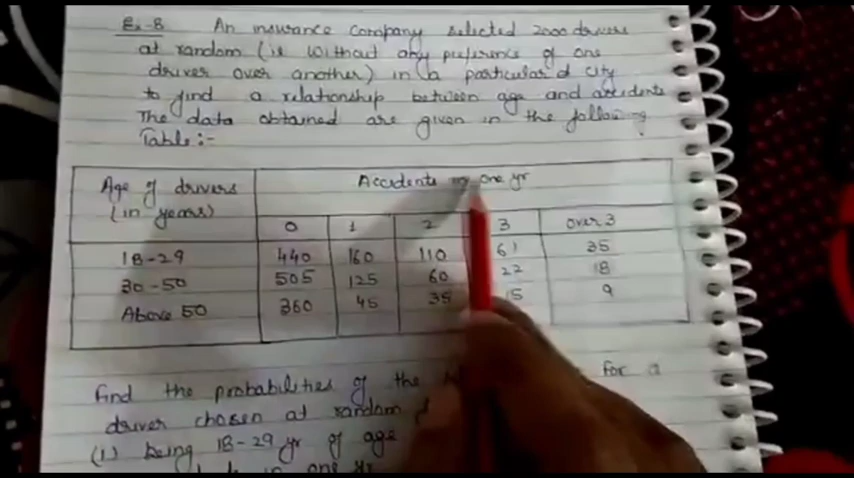 Ex-8 An insurance Company selected 2000 drivers
at random (ie without any preference of one
driver over another) in a particular city
to find a relationship between age and accidents
The data obtained are given in the following
Table :-
Age of drivers (in years) Accidents one yr
0 1 2 3 over 3
18-29 440 160 110 61 35
30-50 505 125 60 22 18
Above 50 360 45 35 15 9
find the probabilities of the for a
driver chosen at random
(1) being 18-29 yr of age
in one yr